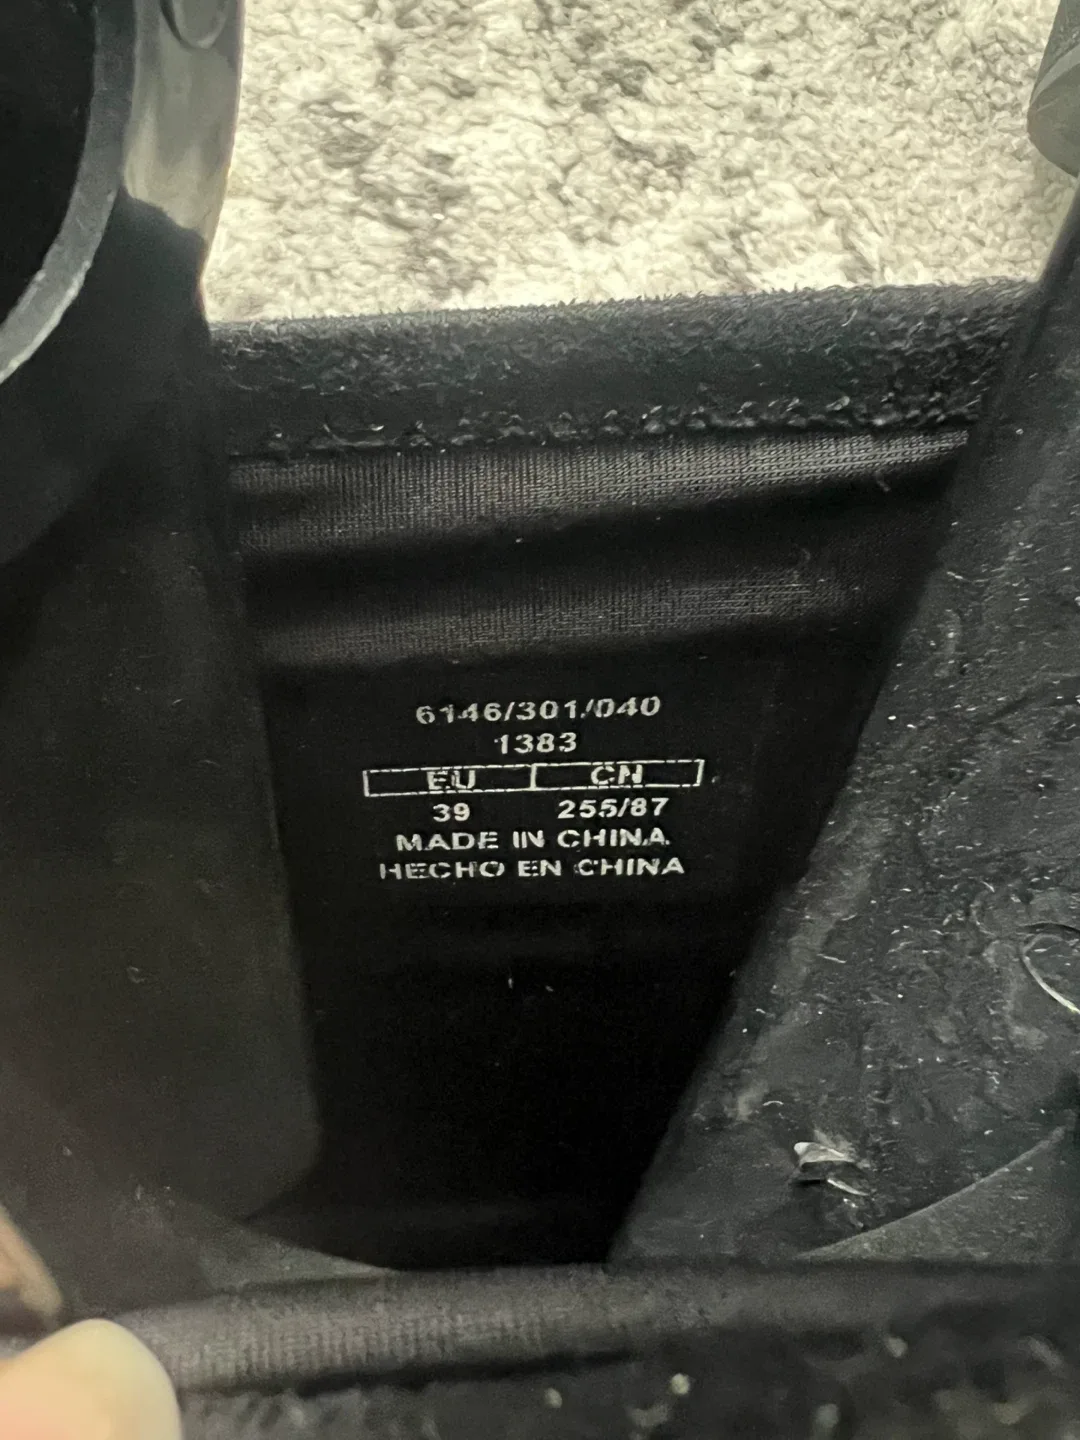 6146/301/040
1383
EU CN
39 255/87
MADE IN CHINA
HECHO EN CHINA